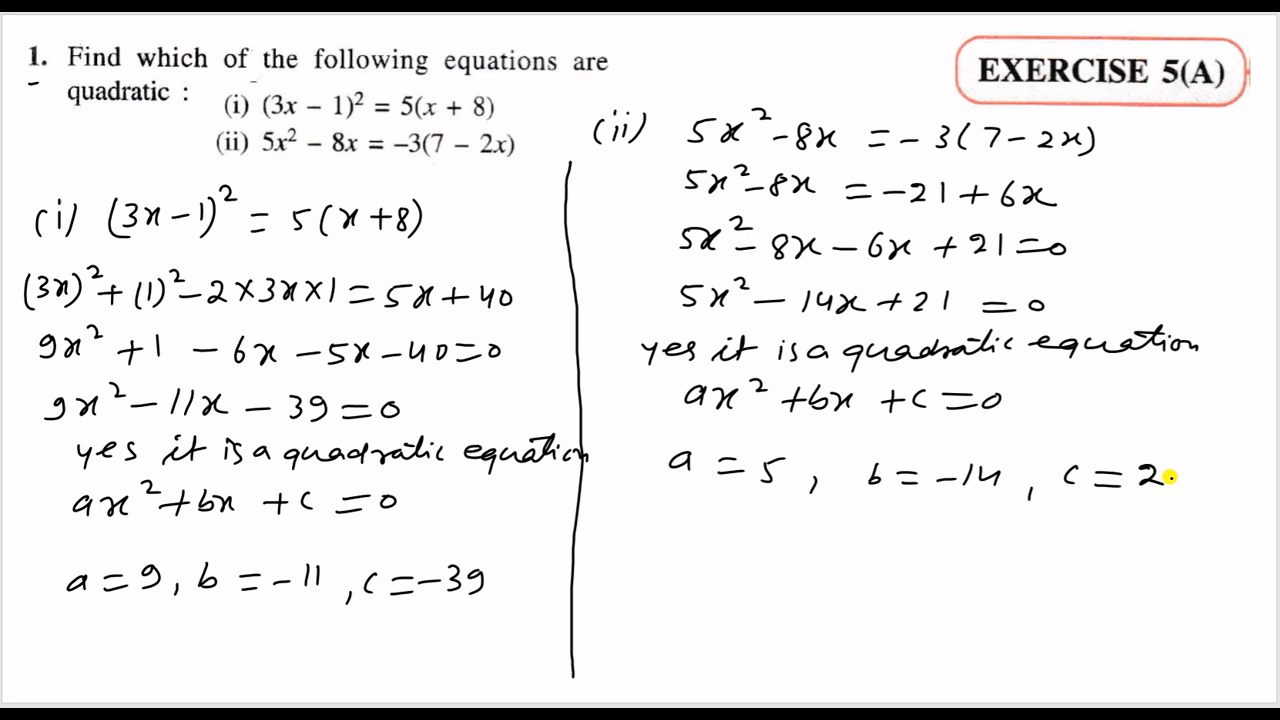 1. Find which of the following equations are
quadratic :
(i) (3x – 1)² = 5(x + 8)
(ii) 5x² – 8x = –3(7 – 2x)
EXERCISE 5(A)
(i) (3x-1)² = 5(x+8)
(3x)²+(1)²-2×3x×1=5x+40
9x²+1-6x-5x-40=0
9x²-11x-39=0
yes it is a quadratic equation
ax²+bx+c=0
a=9, b=-11, c=-39
(ii) 5x²-8x=-3(7-2x)
5x²-8x=-21+6x
5x²-8x-6x+21=0
5x²-14x+21=0
yes it is a quadratic equation
ax²+bx+c=0
a=5, b=-14, c=2